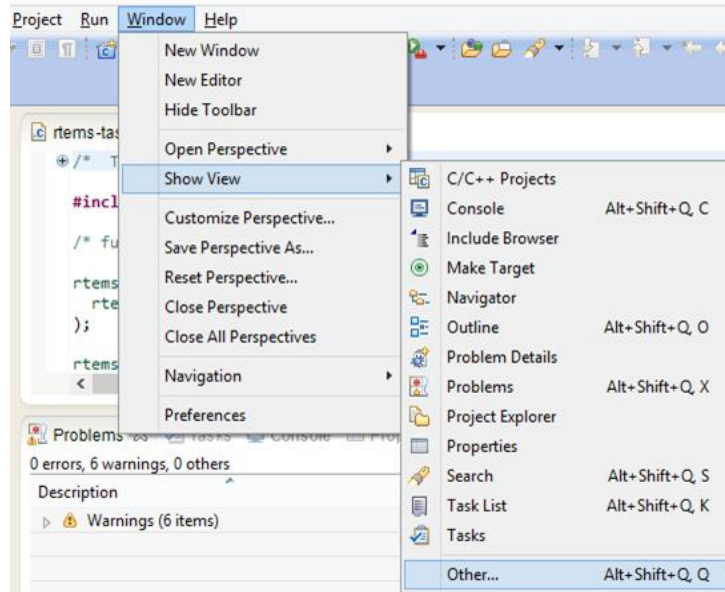 Project Run Window Help
New Window
New Editor
Hide Toolbar
Open Perspective
Show View
Customize Perspective...
Save Perspective As...
Reset Perspective...
Close Perspective
Close All Perspectives
Navigation
Preferences
C/C++ Projects
Console Alt+Shift+Q, C
Include Browser
Make Target
Navigator
Outline Alt+Shift+Q, O
Problem Details
Problems Alt+Shift+Q, X
Project Explorer
Properties
Search Alt+Shift+Q, S
Task List Alt+Shift+Q, K
Tasks
Other... Alt+Shift+Q, Q
rtems-tas
/* T
#incl
/* fu
rtems
rte
);
rtems
Problems Tasks Console Prop
0 errors, 6 warnings, 0 others
Description
Warnings (6 items)